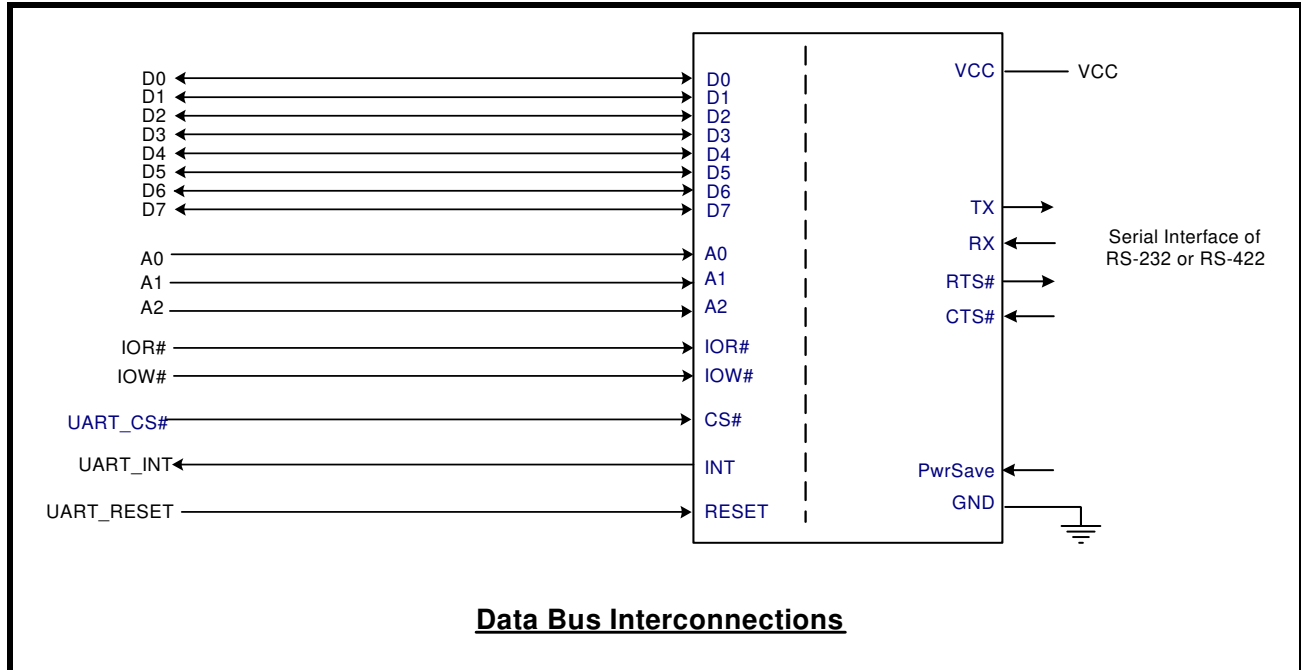 D0
D1
D2
D3
D4
D5
D6
D7
A0
A1
A2
IOR#
IOW#
UART_CS#
UART_INT
UART_RESET
D0
D1
D2
D3
D4
D5
D6
D7
A0
A1
A2
IOR#
IOW#
CS#
INT
RESET
VCC
TX
RX
RTS#
CTS#
PwrSave
GND
VCC
Serial Interface of
RS-232 or RS-422
Data Bus Interconnections